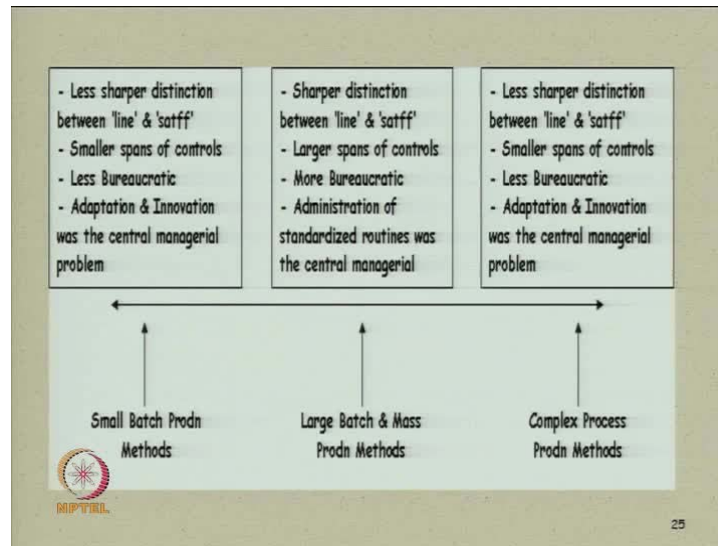 - Less sharper distinction
between 'line' & 'satff'
- Smaller spans of controls
- Less Bureaucratic
- Adaptation & Innovation
was the central managerial
problem
- Sharper distinction
between 'line' & 'satff'
- Larger spans of controls
- More Bureaucratic
- Administration of
standardized routines was
the central managerial
- Less sharper distinction
between 'line' & 'satff'
- Smaller spans of controls
- Less Bureaucratic
- Adaptation & Innovation
was the central managerial
problem
Small Batch Prodn
Methods
Large Batch & Mass
Prodn Methods
Complex Process
Prodn Methods
NPTEL
25